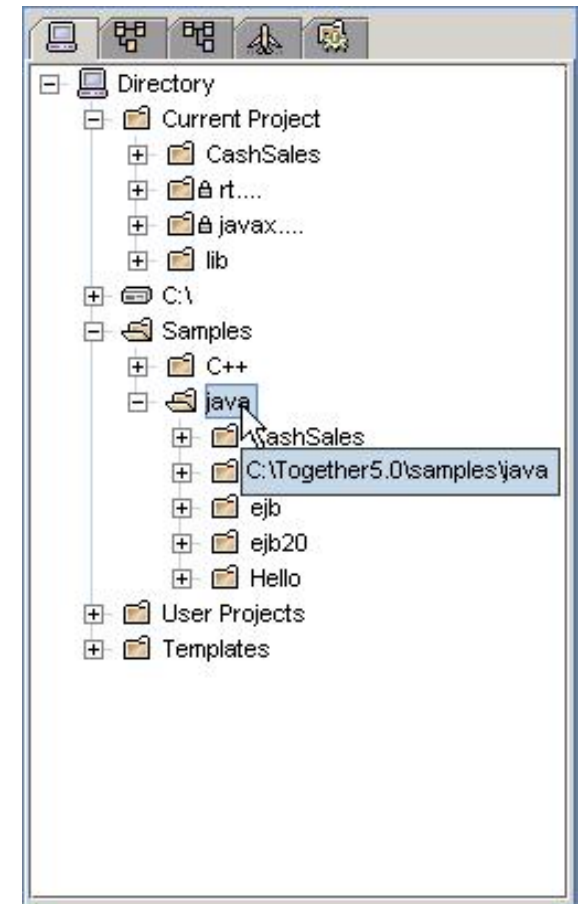 Directory
Current Project
CashSales
rt....
javax....
lib
C:\
Samples
C++
java
CashSales
C:\Together5.0\samples\java
ejb
ejb20
Hello
User Projects
Templates